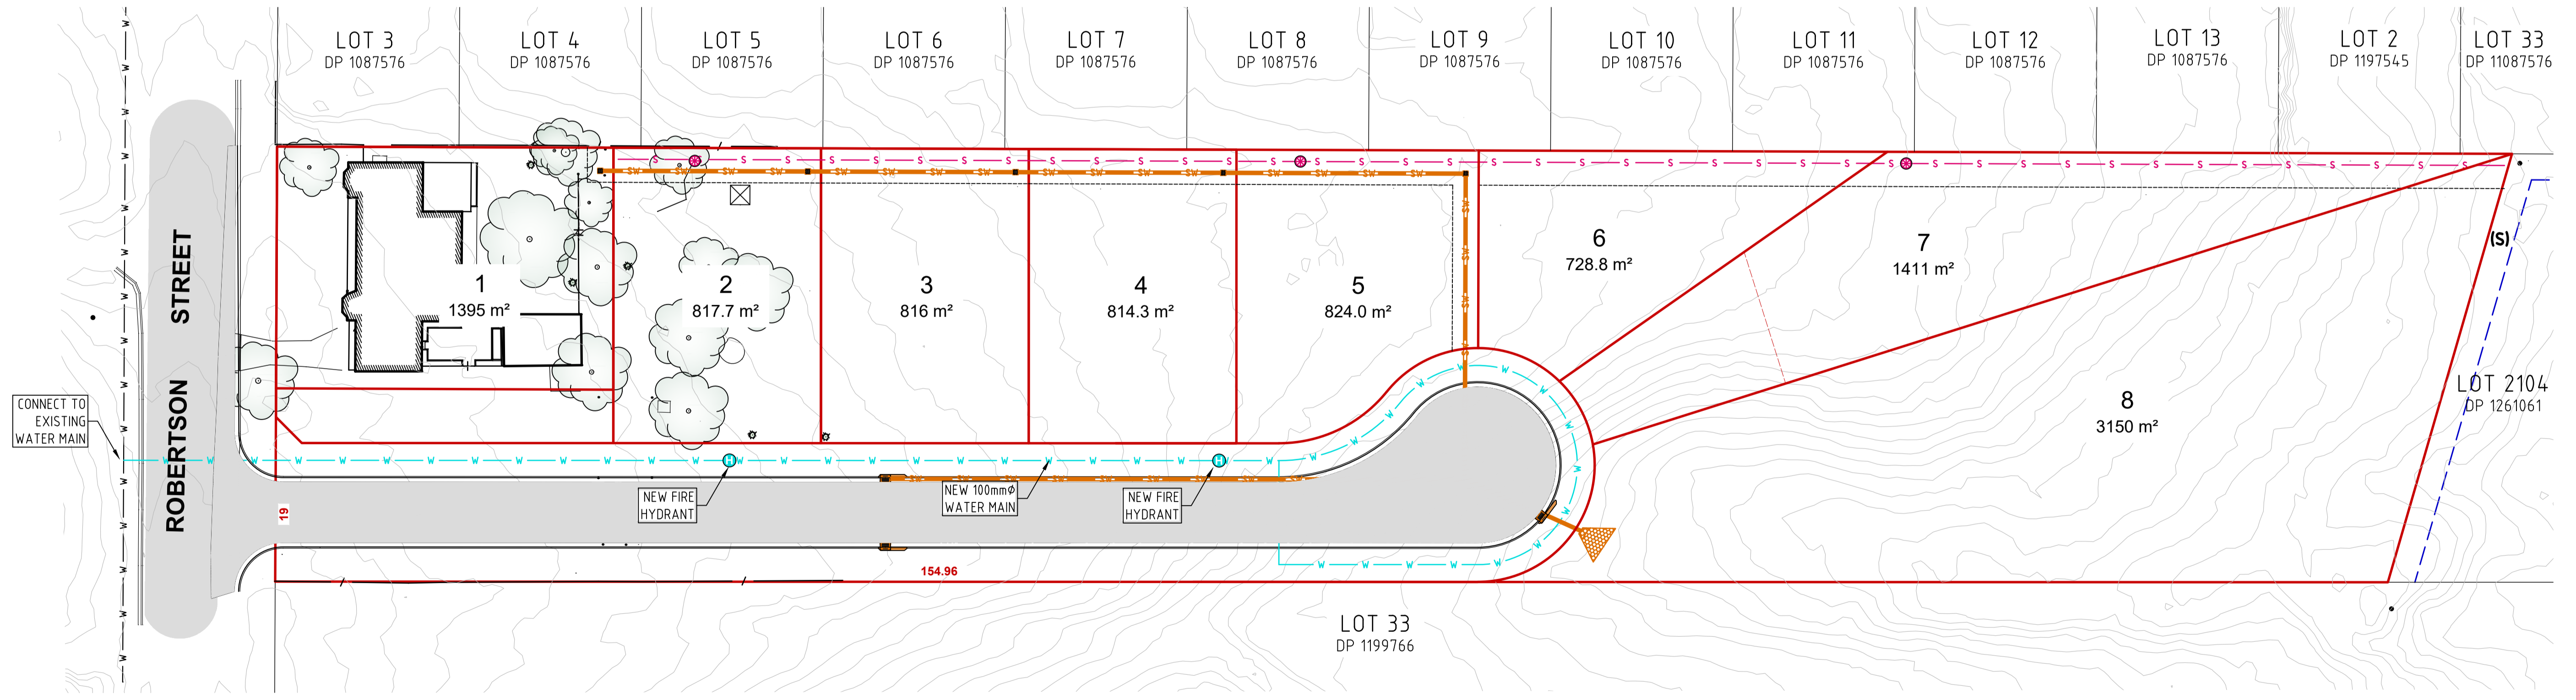 LOT 3
DP 1087576
LOT 4
DP 1087576
LOT 5
DP 1087576
LOT 6
DP 1087576
LOT 7
DP 1087576
LOT 8
DP 1087576
LOT 9
DP 1087576
LOT 10
DP 1087576
LOT 11
DP 1087576
LOT 12
DP 1087576
LOT 13
DP 1087576
LOT 2
DP 1197545
LOT 33
DP 11087576
ROBERTSON STREET
1
1395 m²
2
817.7 m²
3
816 m²
4
814.3 m²
5
824.0 m²
6
728.8 m²
7
1411 m²
8
3150 m²
(S)
LOT 2104
DP 1261061
CONNECT TO
EXISTING
WATER MAIN
NEW FIRE
HYDRANT
NEW 100mmØ
WATER MAIN
NEW FIRE
HYDRANT
19
154.96
LOT 33
DP 1199766